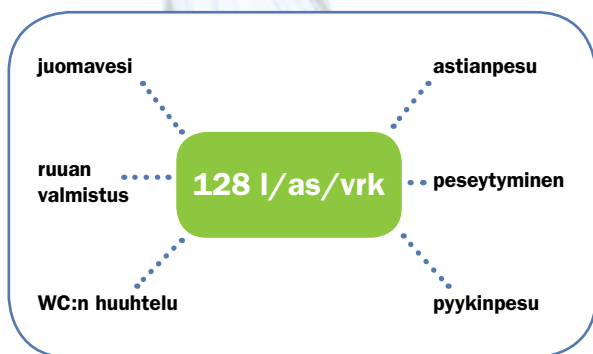 juomavesi
astianpesu
ruuan
valmistus
128 l/as/vrk
peseytyminen
WC:n huuhtelu
pyykinpesu